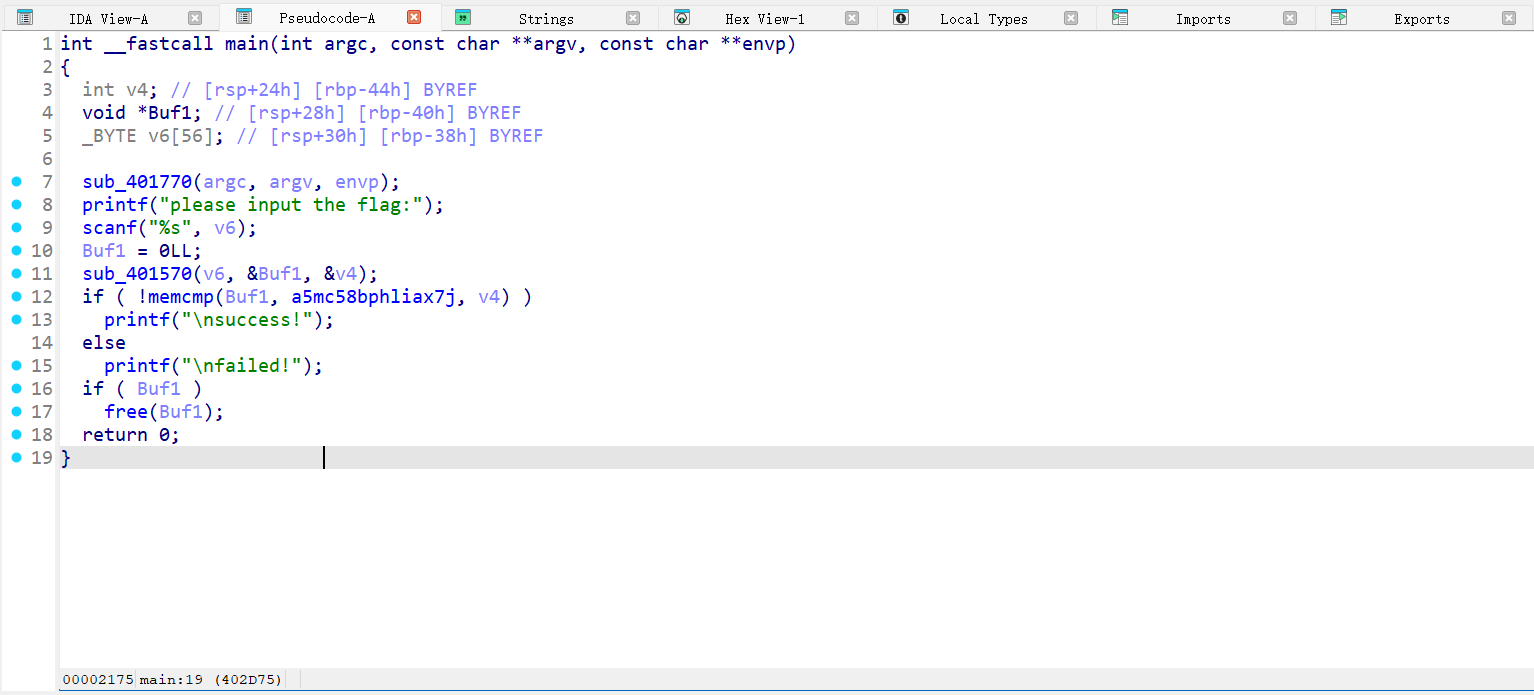 IDA View-A Pseudocode-A Strings Hex View-1 Local Types Imports Exports
1 int __fastcall main(int argc, const char **argv, const char **envp)
2 {
3   int v4; // [rsp+24h] [rbp-44h] BYREF
4   void *Buf1; // [rsp+28h] [rbp-40h] BYREF
5   _BYTE v6[56]; // [rsp+30h] [rbp-38h] BYREF
6
7   sub_401770(argc, argv, envp);
8   printf("please input the flag:");
9   scanf("%s", v6);
10   Buf1 = 0LL;
11   sub_401570(v6, &Buf1, &v4);
12   if ( !memcmp(Buf1, a5mc58bphliax7j, v4) )
13     printf("\nsuccess!");
14   else
15     printf("\nfailed!");
16   if ( Buf1 )
17     free(Buf1);
18   return 0;
19 }
00002175 main:19 (402D75)